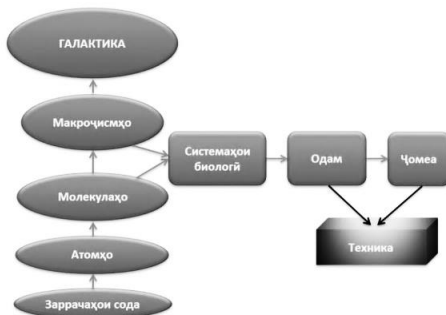 ГАЛАКТИКА
Макроҷисмҳо
Системаҳои
биологӣ
Одам
Ҷомеа
Молекулаҳо
Техника
Атомҳо
Заррачаҳои сода